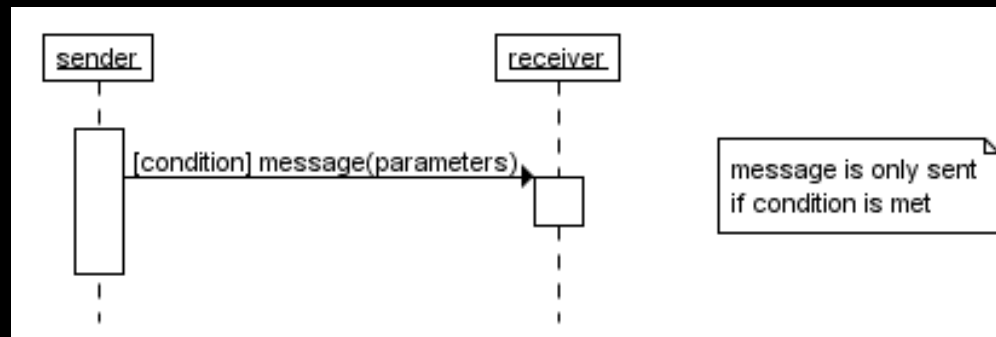 sender
receiver
[condition] message(parameters)
message is only sent
if condition is met